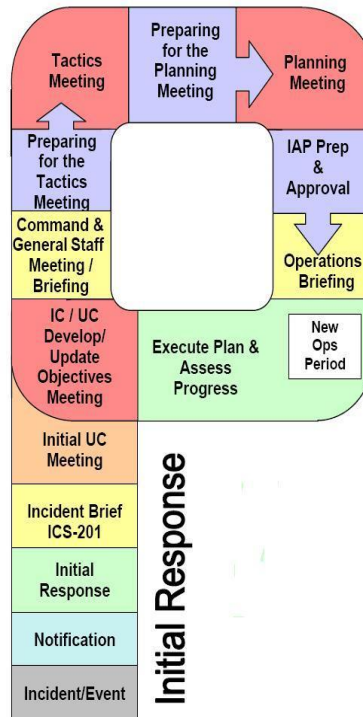 Tactics
Meeting
Preparing
for the
Planning
Meeting
Planning
Meeting
Preparing
for the
Tactics
Meeting
IAP Prep
&
Approval
Command &
General Staff
Meeting /
Briefing
Operations
Briefing
IC / UC
Develop/
Update
Objectives
Meeting
Execute Plan &
Assess
Progress
New
Ops
Period
Initial UC
Meeting
Incident Brief
ICS-201
Initial
Response
Notification
Incident/Event
Initial Response